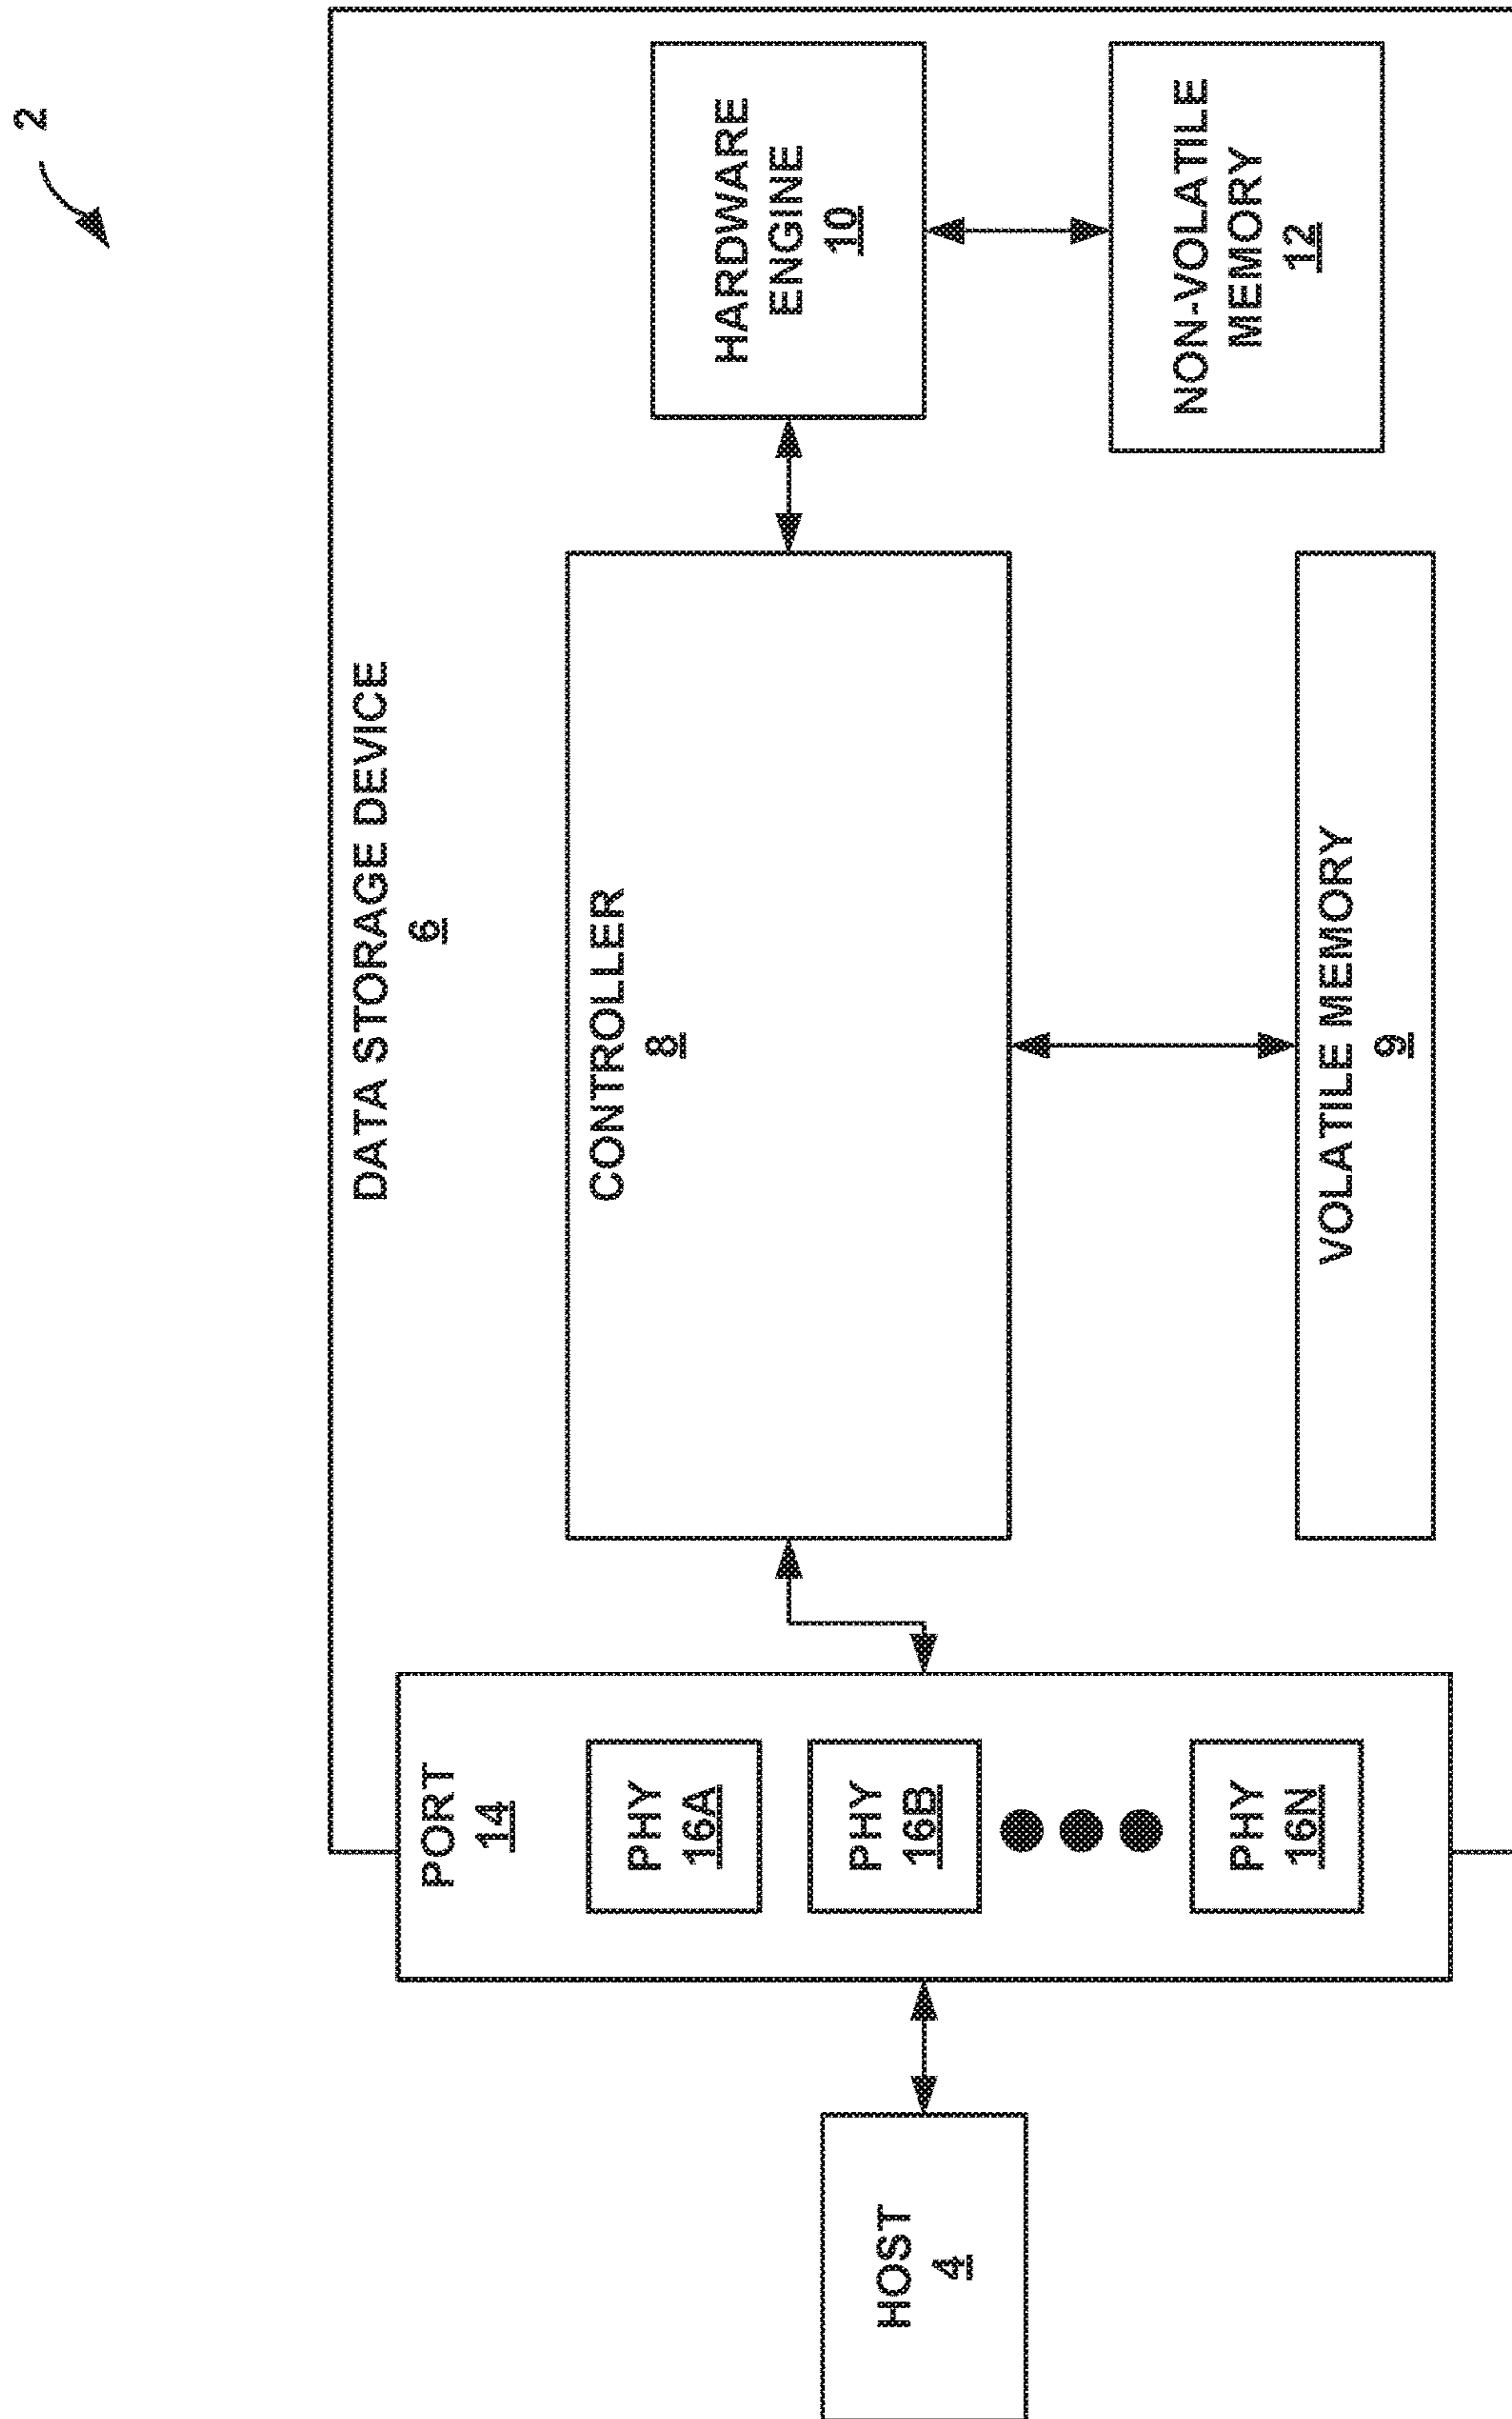 2
DATA STORAGE DEVICE
6
HOST
4
PORT
14
PHY
16A
PHY
16B
PHY
16N
CONTROLLER
8
VOLATILE MEMORY
9
HARDWARE
ENGINE
10
NON-VOLATILE
MEMORY
12